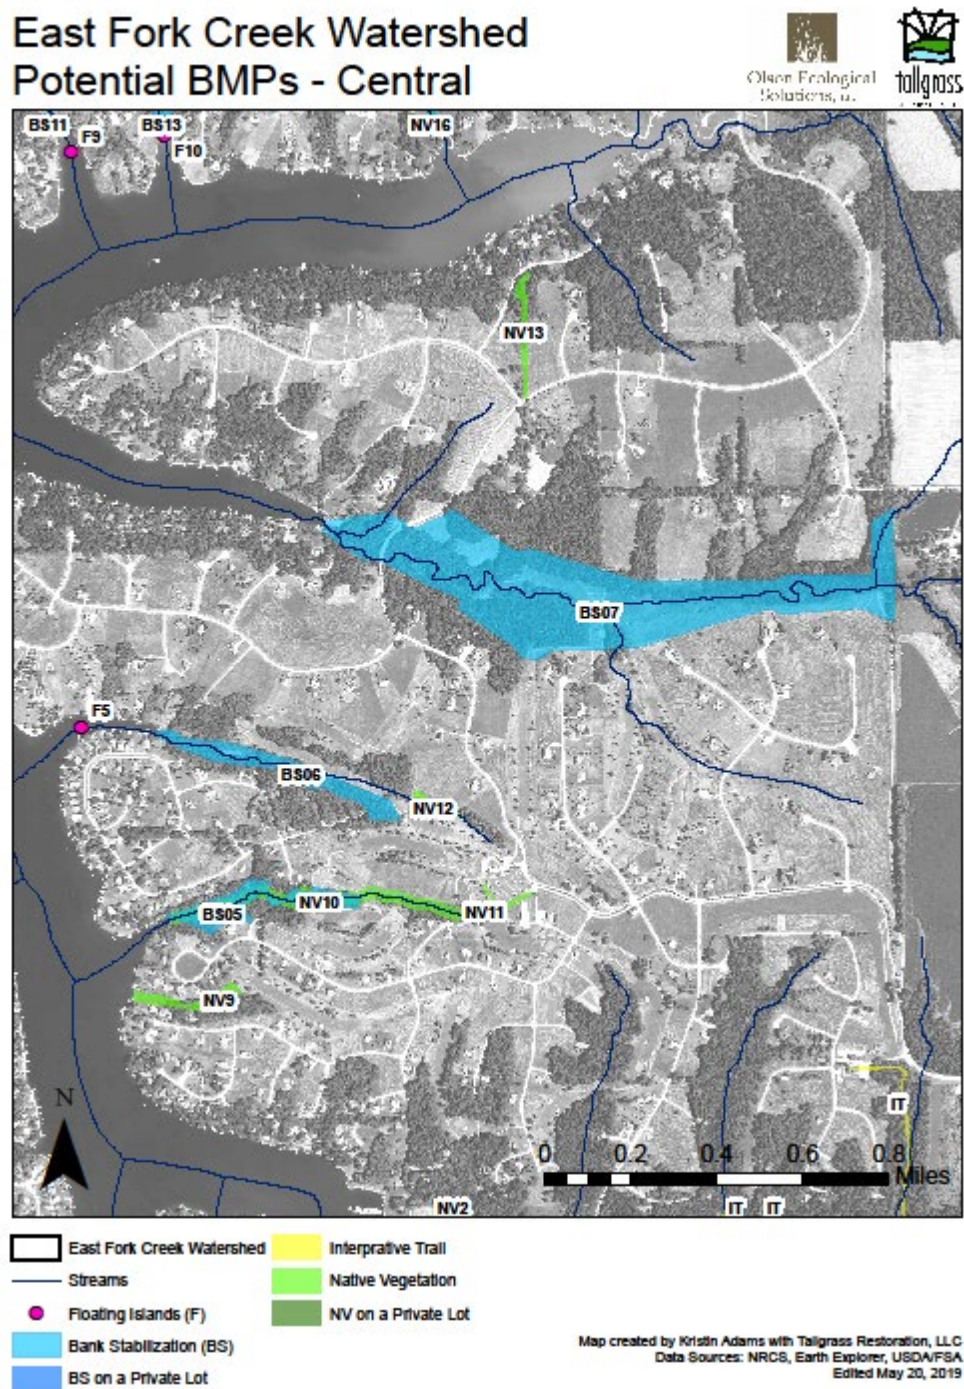 East Fork Creek Watershed
Potential BMPs - Central
Olson Ecological
Solutions,
tallgrass
BS11
F9
BS13
F10
NV16
NV13
BS07
F5
BS06
NV12
BS05
NV10
NV11
NV9
IT
N
0 0.2 0.4 0.6 0.8
Miles
NV2
IT IT
East Fork Creek Watershed
Streams
Floating Islands (F)
Bank Stabilization (BS)
BS on a Private Lot
Interprative Trail
Native Vegetation
NV on a Private Lot
Map created by Kristin Adams with Tallgrass Restoration, LLC
Data Sources: NRCS, Earth Explorer, USDA/FSA
Edited May 20, 2019